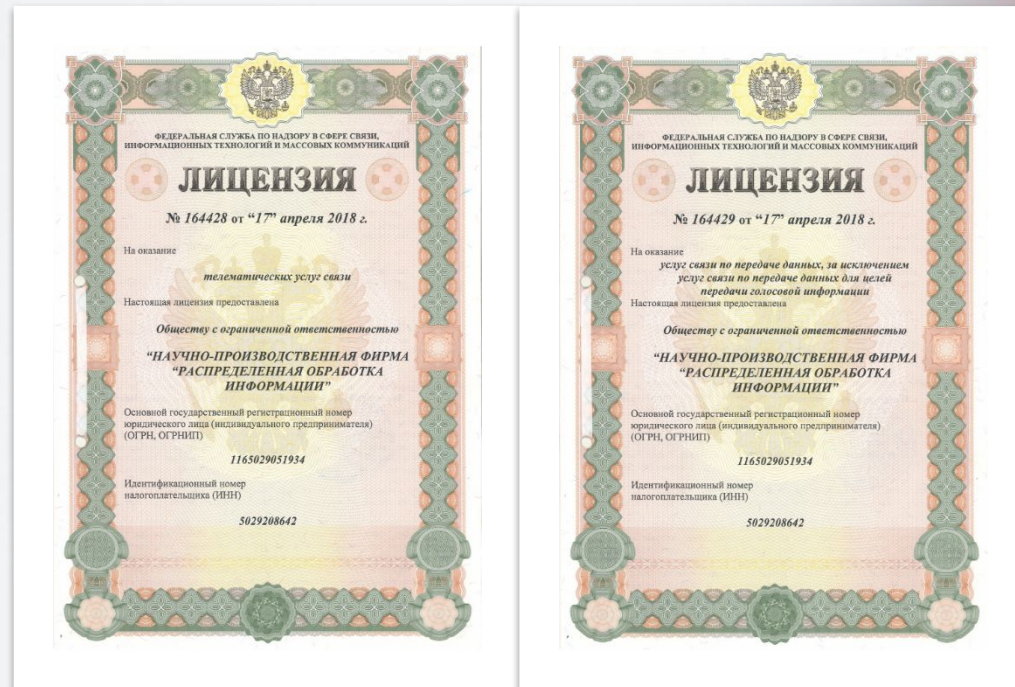 ФЕДЕРАЛЬНАЯ СЛУЖБА ПО НАДЗОРУ В СФЕРЕ СВЯЗИ,
ИНФОРМАЦИОННЫХ ТЕХНОЛОГИЙ И МАССОВЫХ КОММУНИКАЦИЙ
ЛИЦЕНЗИЯ
№ 164428 от “17” апреля 2018 г.
На оказание
телематических услуг связи
Настоящая лицензия предоставлена
Обществу с ограниченной ответственностью
“НАУЧНО-ПРОИЗВОДСТВЕННАЯ ФИРМА
“РАСПРЕДЕЛЕННАЯ ОБРАБОТКА
ИНФОРМАЦИИ”
Основной государственный регистрационный номер
юридического лица (индивидуального предпринимателя)
(ОГРН, ОГРНИП)
1165029051934
Идентификационный номер
налогоплательщика (ИНН)
5029208642
ФЕДЕРАЛЬНАЯ СЛУЖБА ПО НАДЗОРУ В СФЕРЕ СВЯЗИ,
ИНФОРМАЦИОННЫХ ТЕХНОЛОГИЙ И МАССОВЫХ КОММУНИКАЦИЙ
ЛИЦЕНЗИЯ
№ 164429 от “17” апреля 2018 г.
На оказание
услуг связи по передаче данных, за исключением
услуг связи по передаче данных для целей
передачи голосовой информации
Настоящая лицензия предоставлена
Обществу с ограниченной ответственностью
“НАУЧНО-ПРОИЗВОДСТВЕННАЯ ФИРМА
“РАСПРЕДЕЛЕННАЯ ОБРАБОТКА
ИНФОРМАЦИИ”
Основной государственный регистрационный номер
юридического лица (индивидуального предпринимателя)
(ОГРН, ОГРНИП)
1165029051934
Идентификационный номер
налогоплательщика (ИНН)
5029208642